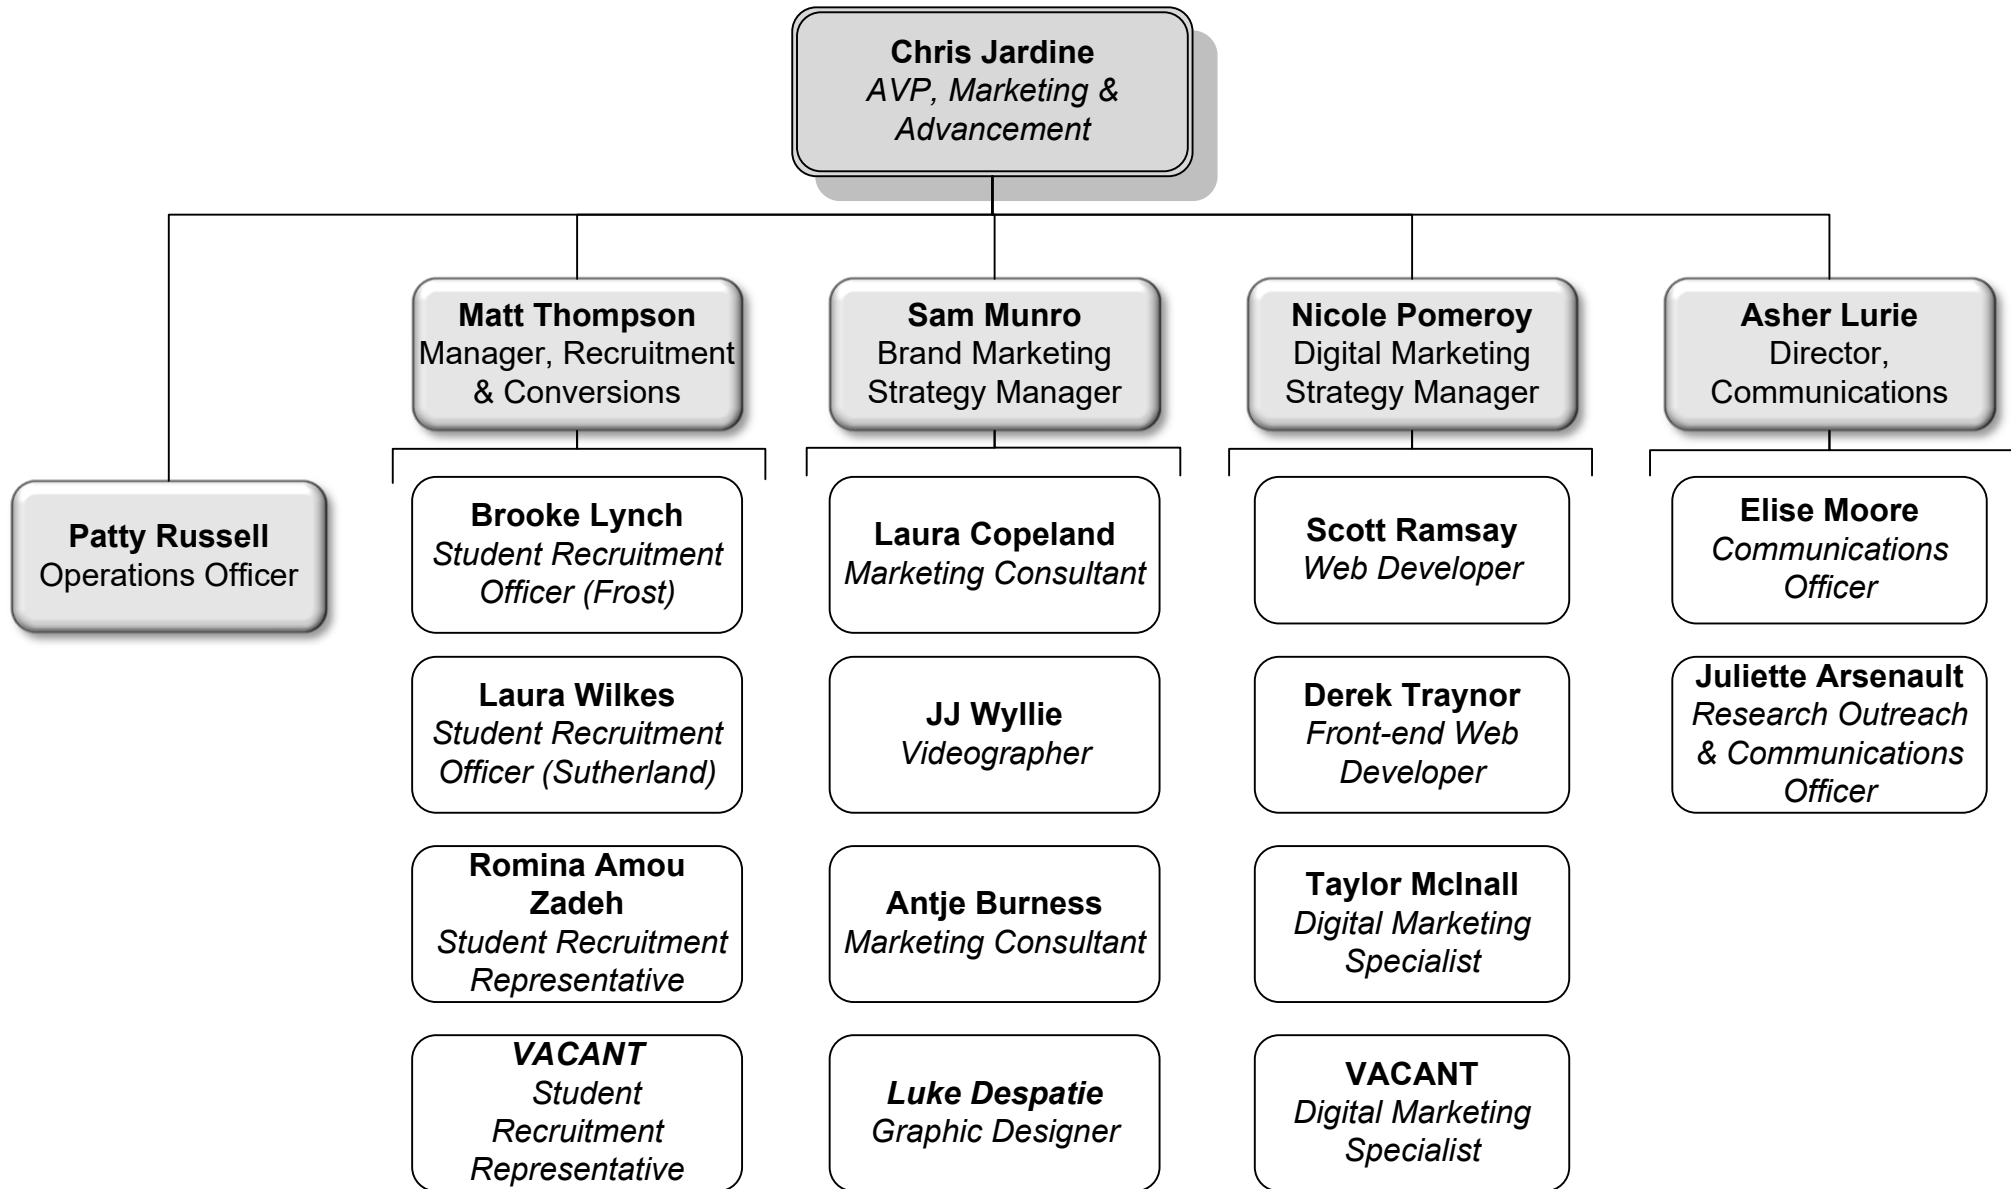 Chris Jardine
AVP, Marketing &
Advancement
Patty Russell
Operations Officer
Matt Thompson
Manager, Recruitment
& Conversions
Brooke Lynch
Student Recruitment
Officer (Frost)
Laura Wilkes
Student Recruitment
Officer (Sutherland)
Romina Amou
Zadeh
Student Recruitment
Representative
VACANT
Student
Recruitment
Representative
Sam Munro
Brand Marketing
Strategy Manager
Laura Copeland
Marketing Consultant
JJ Wyllie
Videographer
Antje Burness
Marketing Consultant
Luke Despatie
Graphic Designer
Nicole Pomeroy
Digital Marketing
Strategy Manager
Scott Ramsay
Web Developer
Derek Traynor
Front-end Web
Developer
Taylor McInall
Digital Marketing
Specialist
VACANT
Digital Marketing
Specialist
Asher Lurie
Director,
Communications
Elise Moore
Communications
Officer
Juliette Arsenault
Research Outreach
& Communications
Officer